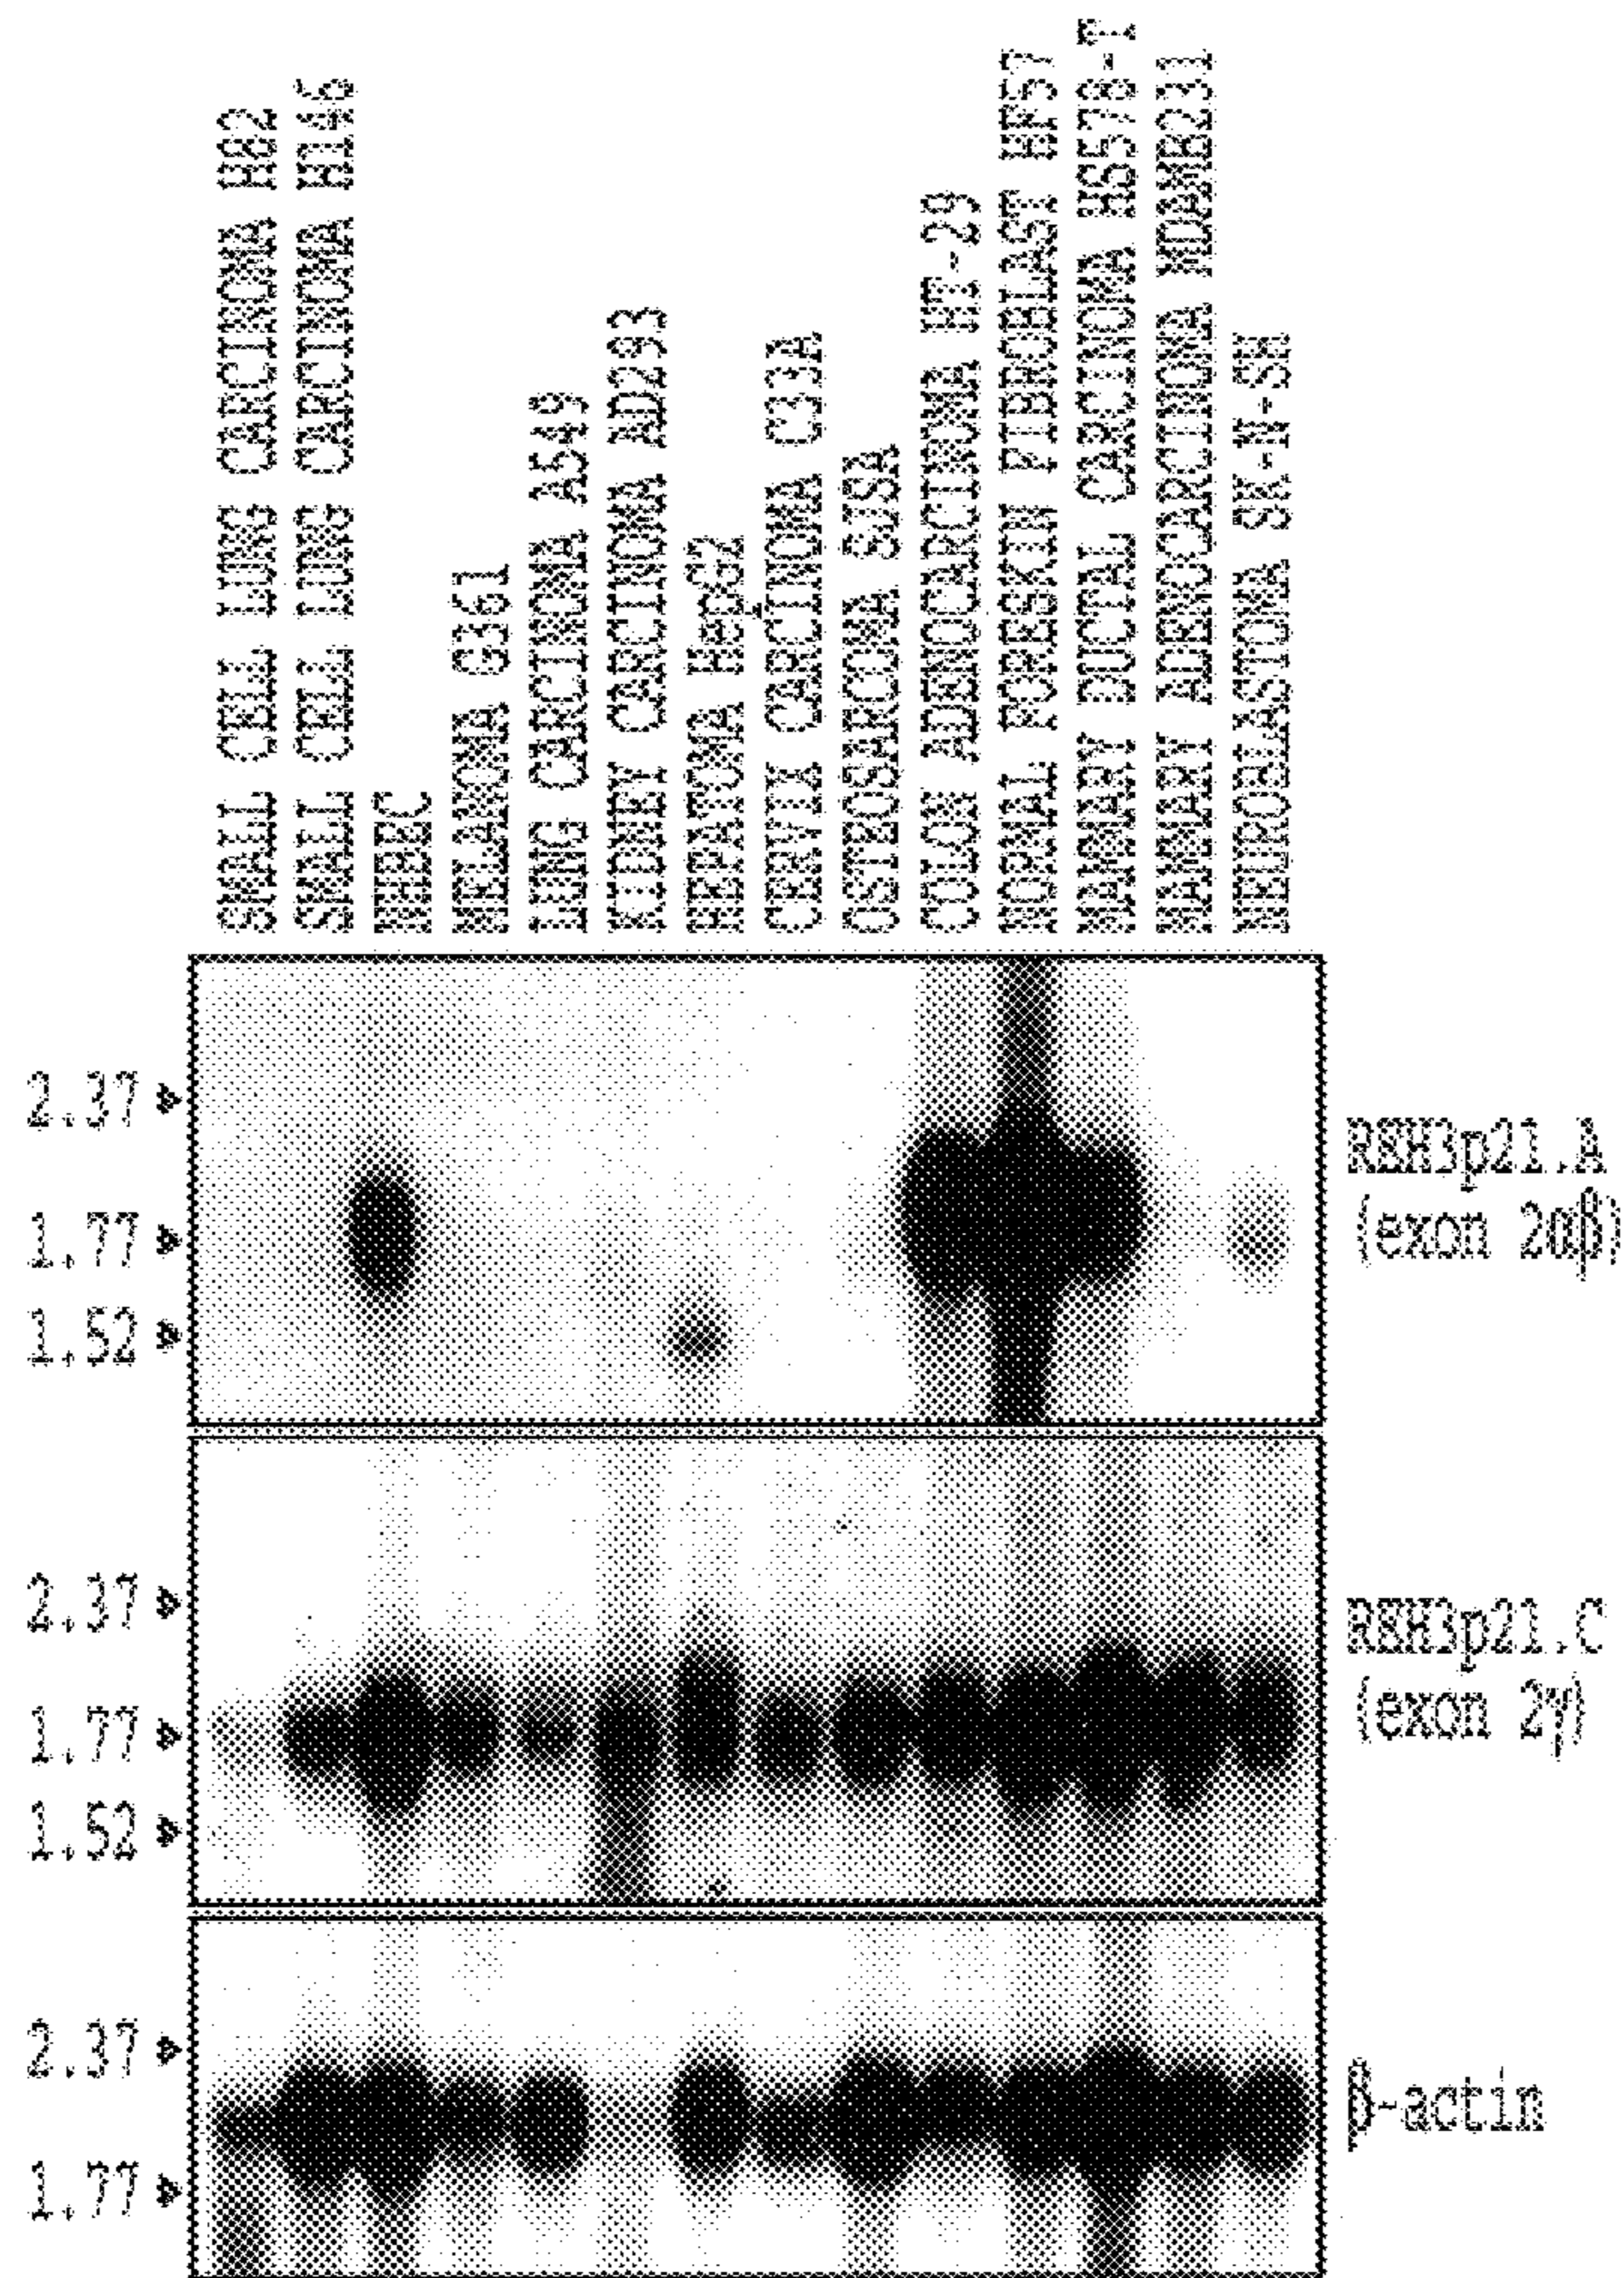 SMALL CELL LUNG CARCINOMA H82
SMALL CELL LUNG CARCINOMA H146
NHBEC
MELANOMA G361
LUNG CARCINOMA A549
KIDNEY CARCINOMA AD293
HEPATOMA HepG2
CERVIX CARCINOMA C33A
OSTEOSARCOMA SJSA
COLON ADENOCARCINOMA HT-29
NORMAL FORESKIN FIBROBLAST HF57
MAMMARY DUCTAL CARCINOMA HS578-T
MAMMARY ADENOCARCINOMA MDAMB231
NEUROBLASTOMA SK-N-SH
2.37
1.77
1.52
RSH3p21.A
(exon 2αβ)
2.37
1.77
1.52
RSH3p21.C
(exon 2γ)
2.37
1.77
β-actin